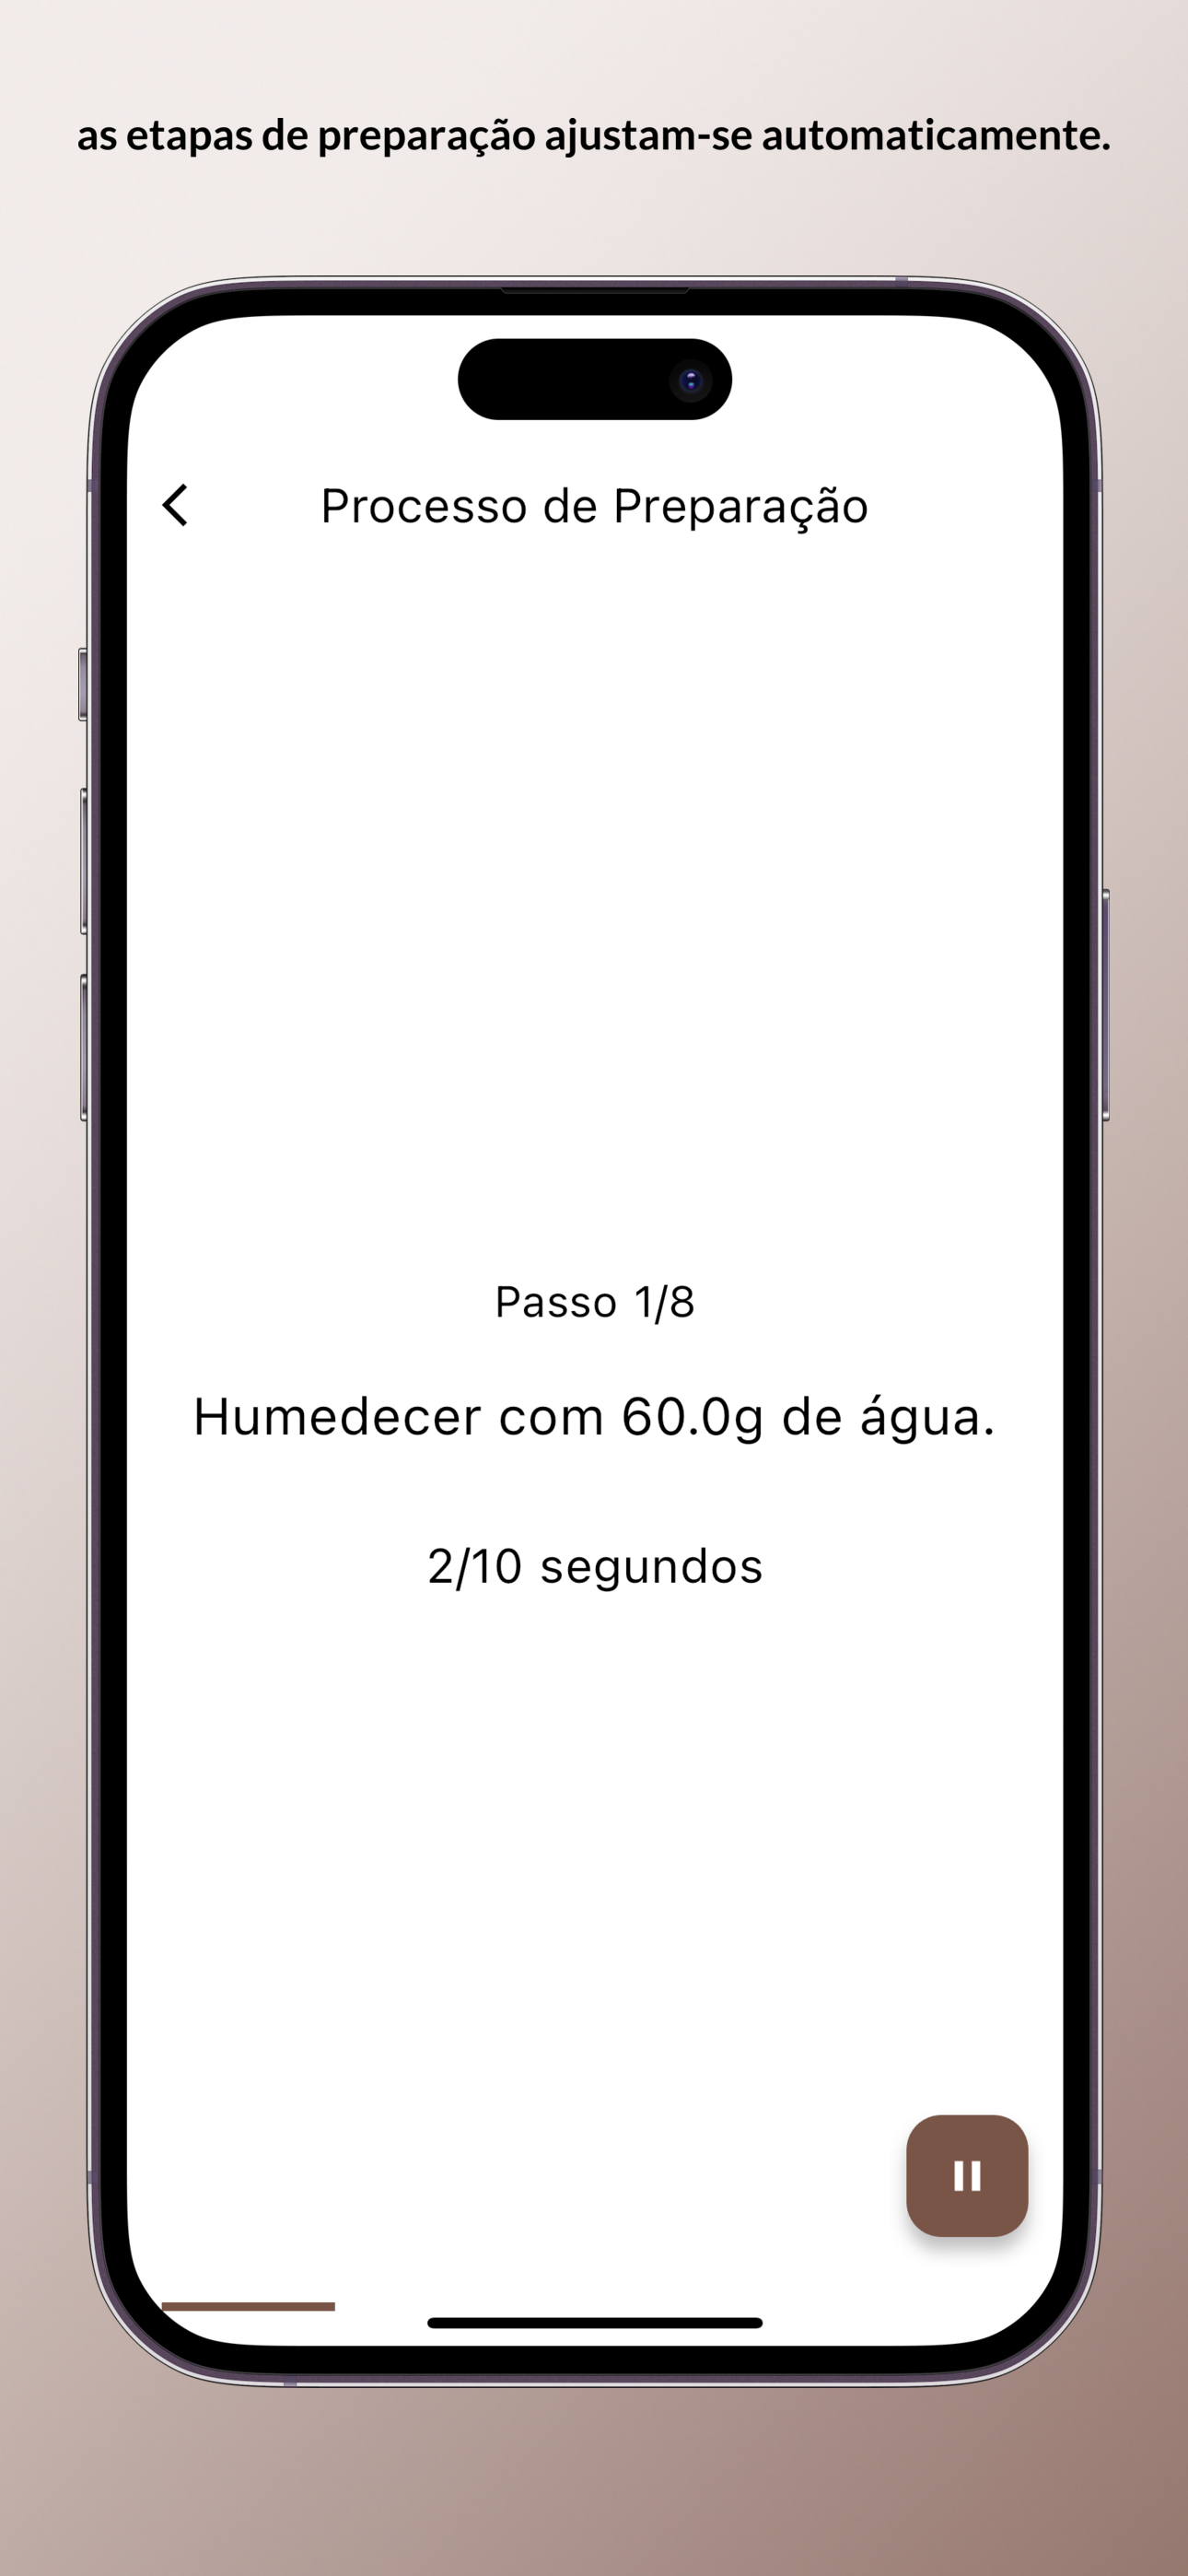 as etapas de preparação ajustam-se automaticamente.
Processo de Preparação
Passo 1/8
Humedecer com 60.0g de água.
2/10 segundos